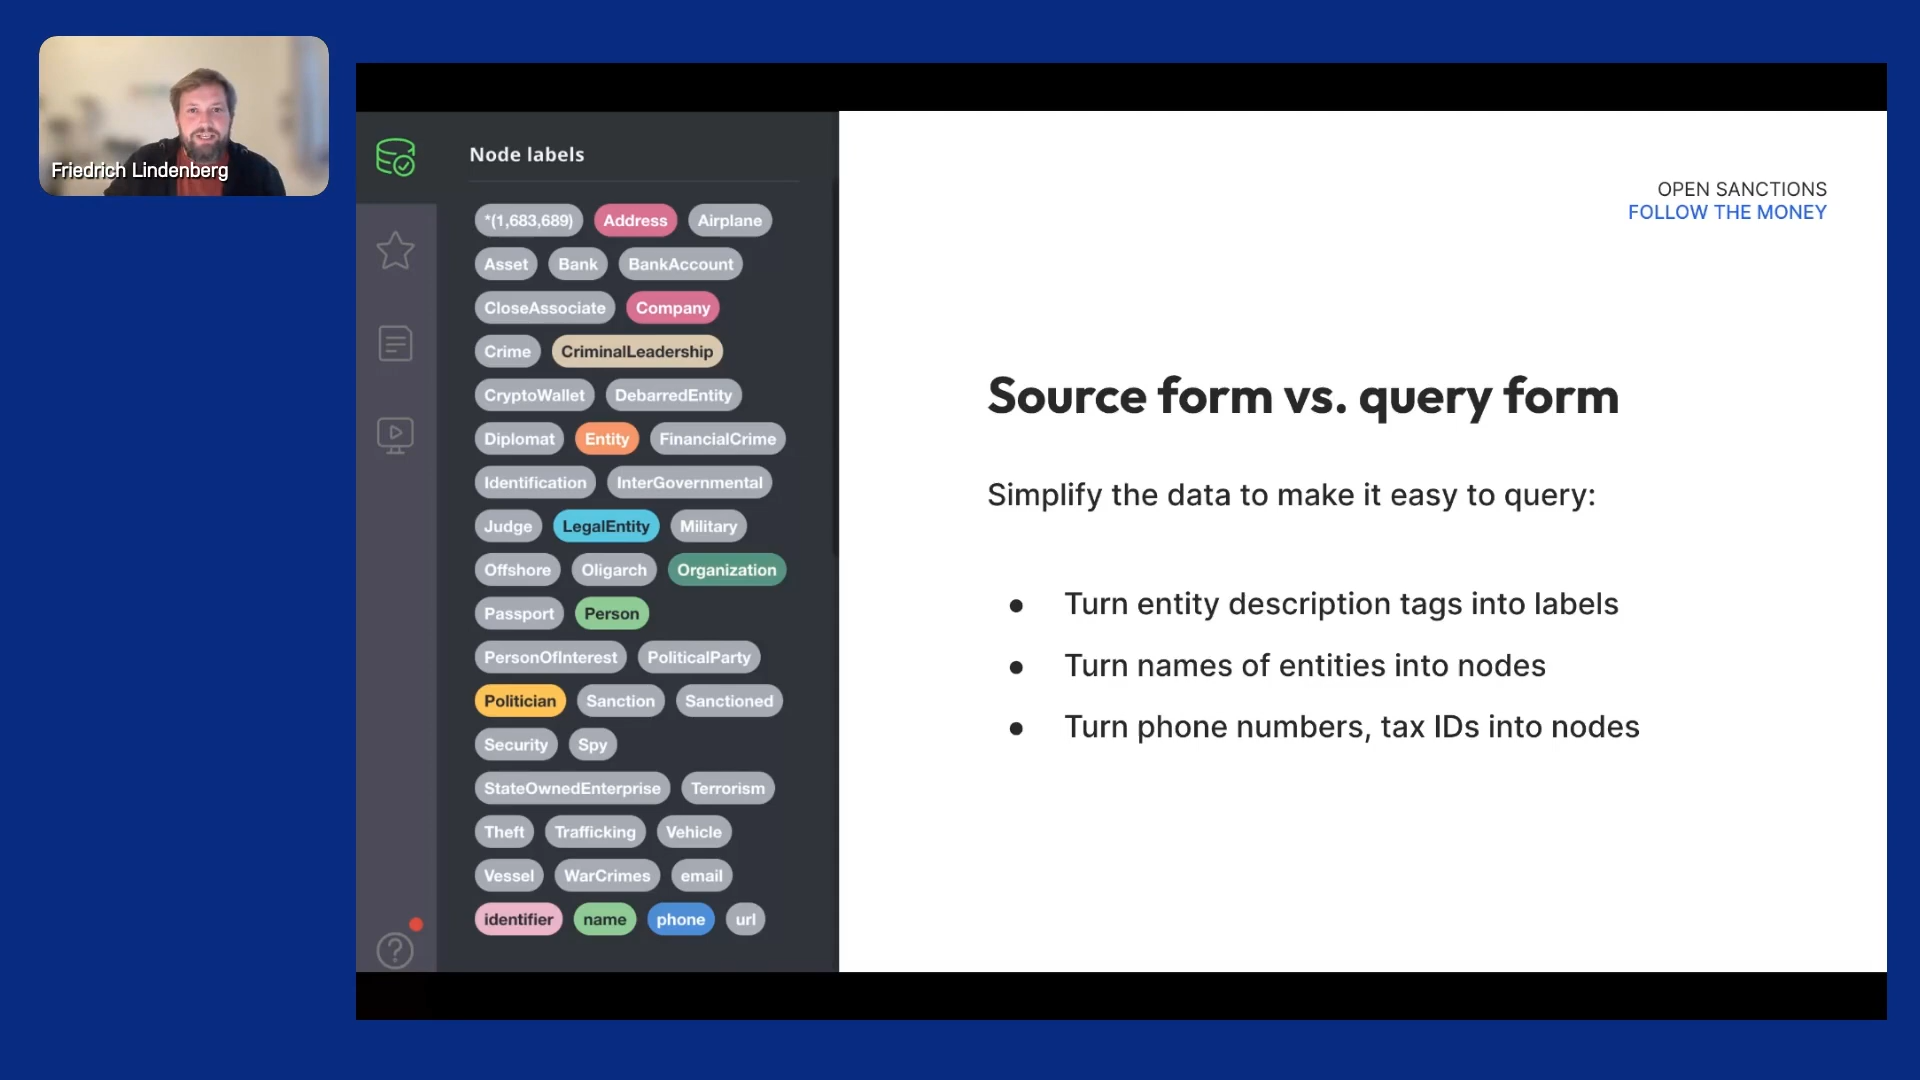 Friedrich Lindenberg
Node labels
*(1,683,689) Address Airplane
Asset Bank BankAccount
CloseAssociate Company
Crime CriminalLeadership
CryptoWallet DebarredEntity
Diplomat Entity FinancialCrime
Identification InterGovernmental
Judge LegalEntity Military
Offshore Oligarch Organization
Passport Person
PersonOfInterest PoliticalParty
Politician Sanction Sanctioned
Security Spy
StateOwnedEnterprise Terrorism
Theft Trafficking Vehicle
Vessel WarCrimes email
identifier name phone url
OPEN SANCTIONS
FOLLOW THE MONEY
Source form vs. query form
Simplify the data to make it easy to query:
● Turn entity description tags into labels
● Turn names of entities into nodes
● Turn phone numbers, tax IDs into nodes